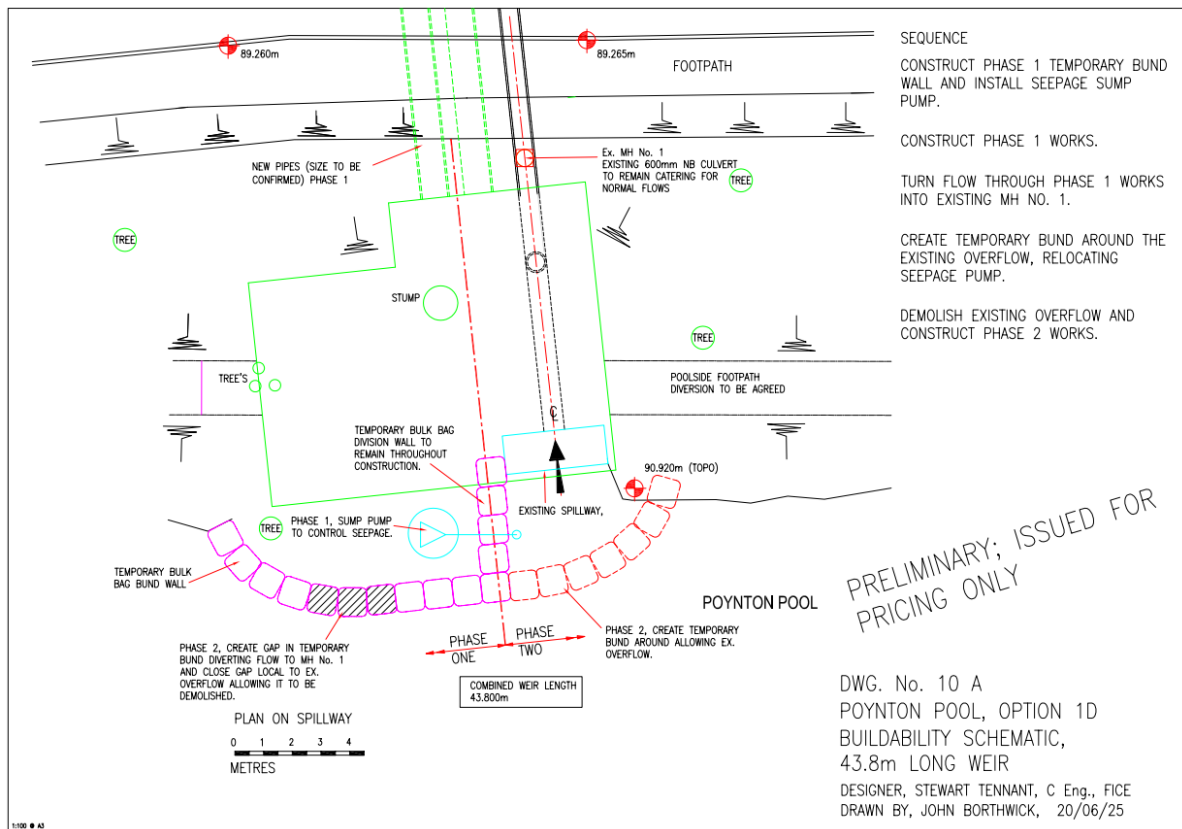 89.260m
89.265m
FOOTPATH
SEQUENCE
CONSTRUCT PHASE 1 TEMPORARY BUND
WALL AND INSTALL SEEPAGE SUMP
PUMP.
CONSTRUCT PHASE 1 WORKS.
TURN FLOW THROUGH PHASE 1 WORKS
INTO EXISTING MH NO. 1.
CREATE TEMPORARY BUND AROUND THE
EXISTING OVERFLOW, RELOCATING
SEEPAGE PUMP.
DEMOLISH EXISTING OVERFLOW AND
CONSTRUCT PHASE 2 WORKS.
NEW PIPES (SIZE TO BE
CONFIRMED) PHASE 1
Ex. MH No. 1
EXISTING 600mm NB CULVERT
TO REMAIN CATERING FOR
NORMAL FLOWS
TREE
TREE
STUMP
TREE
TREE'S
POOLSIDE FOOTPATH
DIVERSION TO BE AGREED
TEMPORARY BULK BAG
DIVISION WALL TO
REMAIN THROUGHOUT
CONSTRUCTION.
℄
90.920m (TOPO)
EXISTING SPILLWAY,
TREE
PHASE 1, SUMP PUMP
TO CONTROL SEEPAGE.
TEMPORARY BULK
BAG BUND WALL
POYNTON POOL
PRELIMINARY; ISSUED FOR
PRICING ONLY
PHASE 2, CREATE GAP IN TEMPORARY
BUND DIVERTING FLOW TO MH No. 1
AND CLOSE GAP LOCAL TO EX.
OVERFLOW ALLOWING IT TO BE
DEMOLISHED.
PHASE
ONE
PHASE
TWO
PHASE 2, CREATE TEMPORARY
BUND AROUND ALLOWING EX.
OVERFLOW.
COMBINED WEIR LENGTH
43.800m
PLAN ON SPILLWAY
0 1 2 3 4
METRES
DWG. No. 10 A
POYNTON POOL, OPTION 1D
BUILDABILITY SCHEMATIC,
43.8m LONG WEIR
DESIGNER, STEWART TENNANT, C Eng., FICE
DRAWN BY, JOHN BORTHWICK, 20/06/25
1:100 @ A3